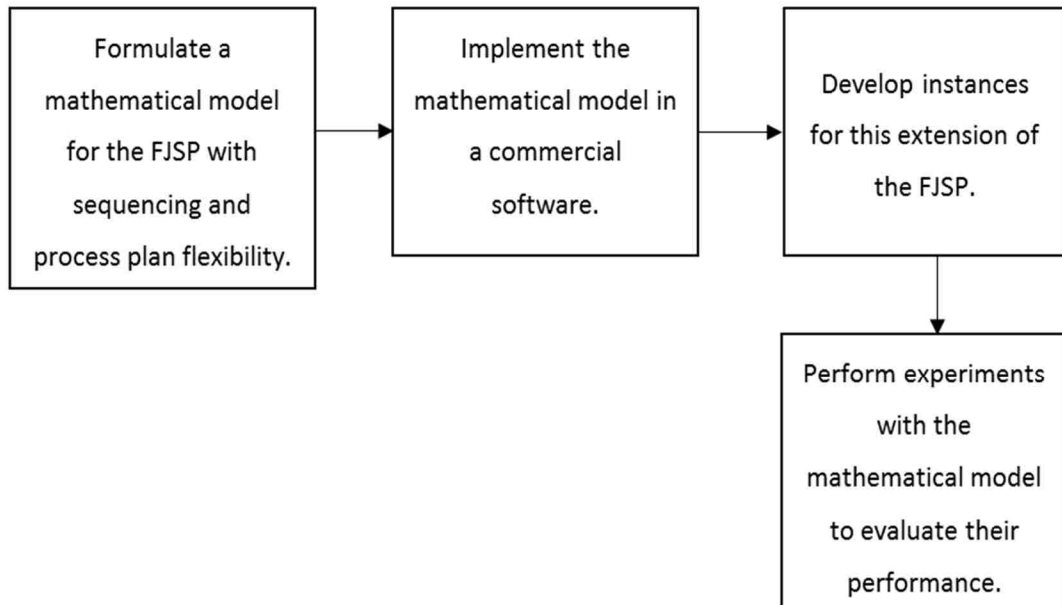 Formulate a
mathematical model
for the FJSP with
sequencing and
process plan flexibility.
Implement the
mathematical model in
a commercial
software.
Develop instances
for this extension of
the FJSP.
Perform experiments
with the
mathematical model
to evaluate their
performance.